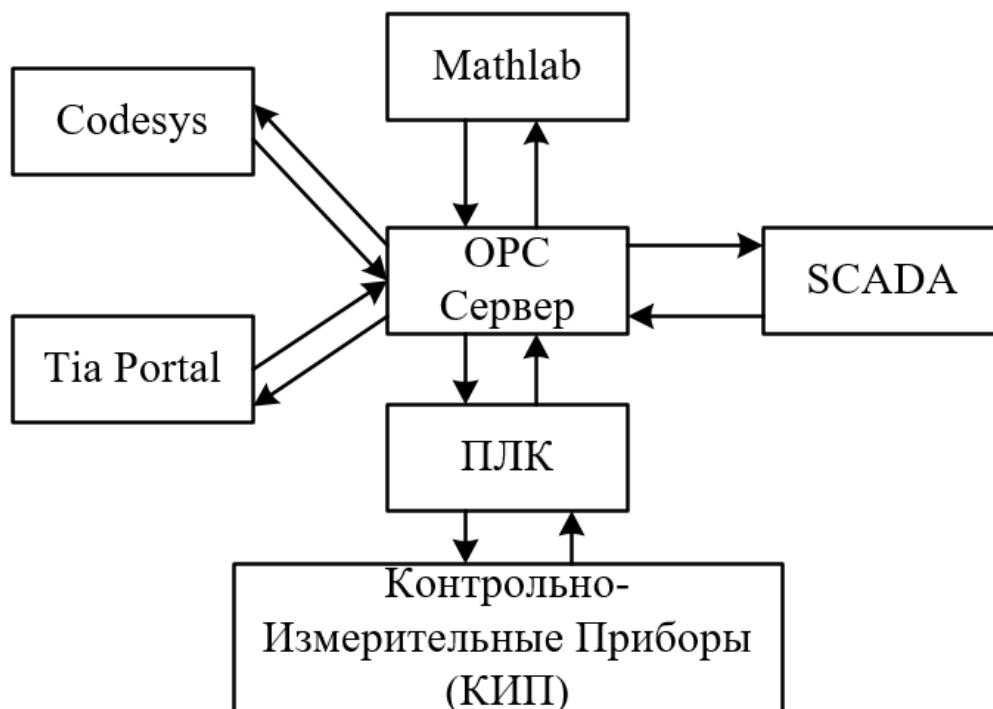 Mathlab
Codesys
OPC
Сервер
SCADA
Tia Portal
ПЛК
Контрольно-
Измерительные Приборы
(КИП)